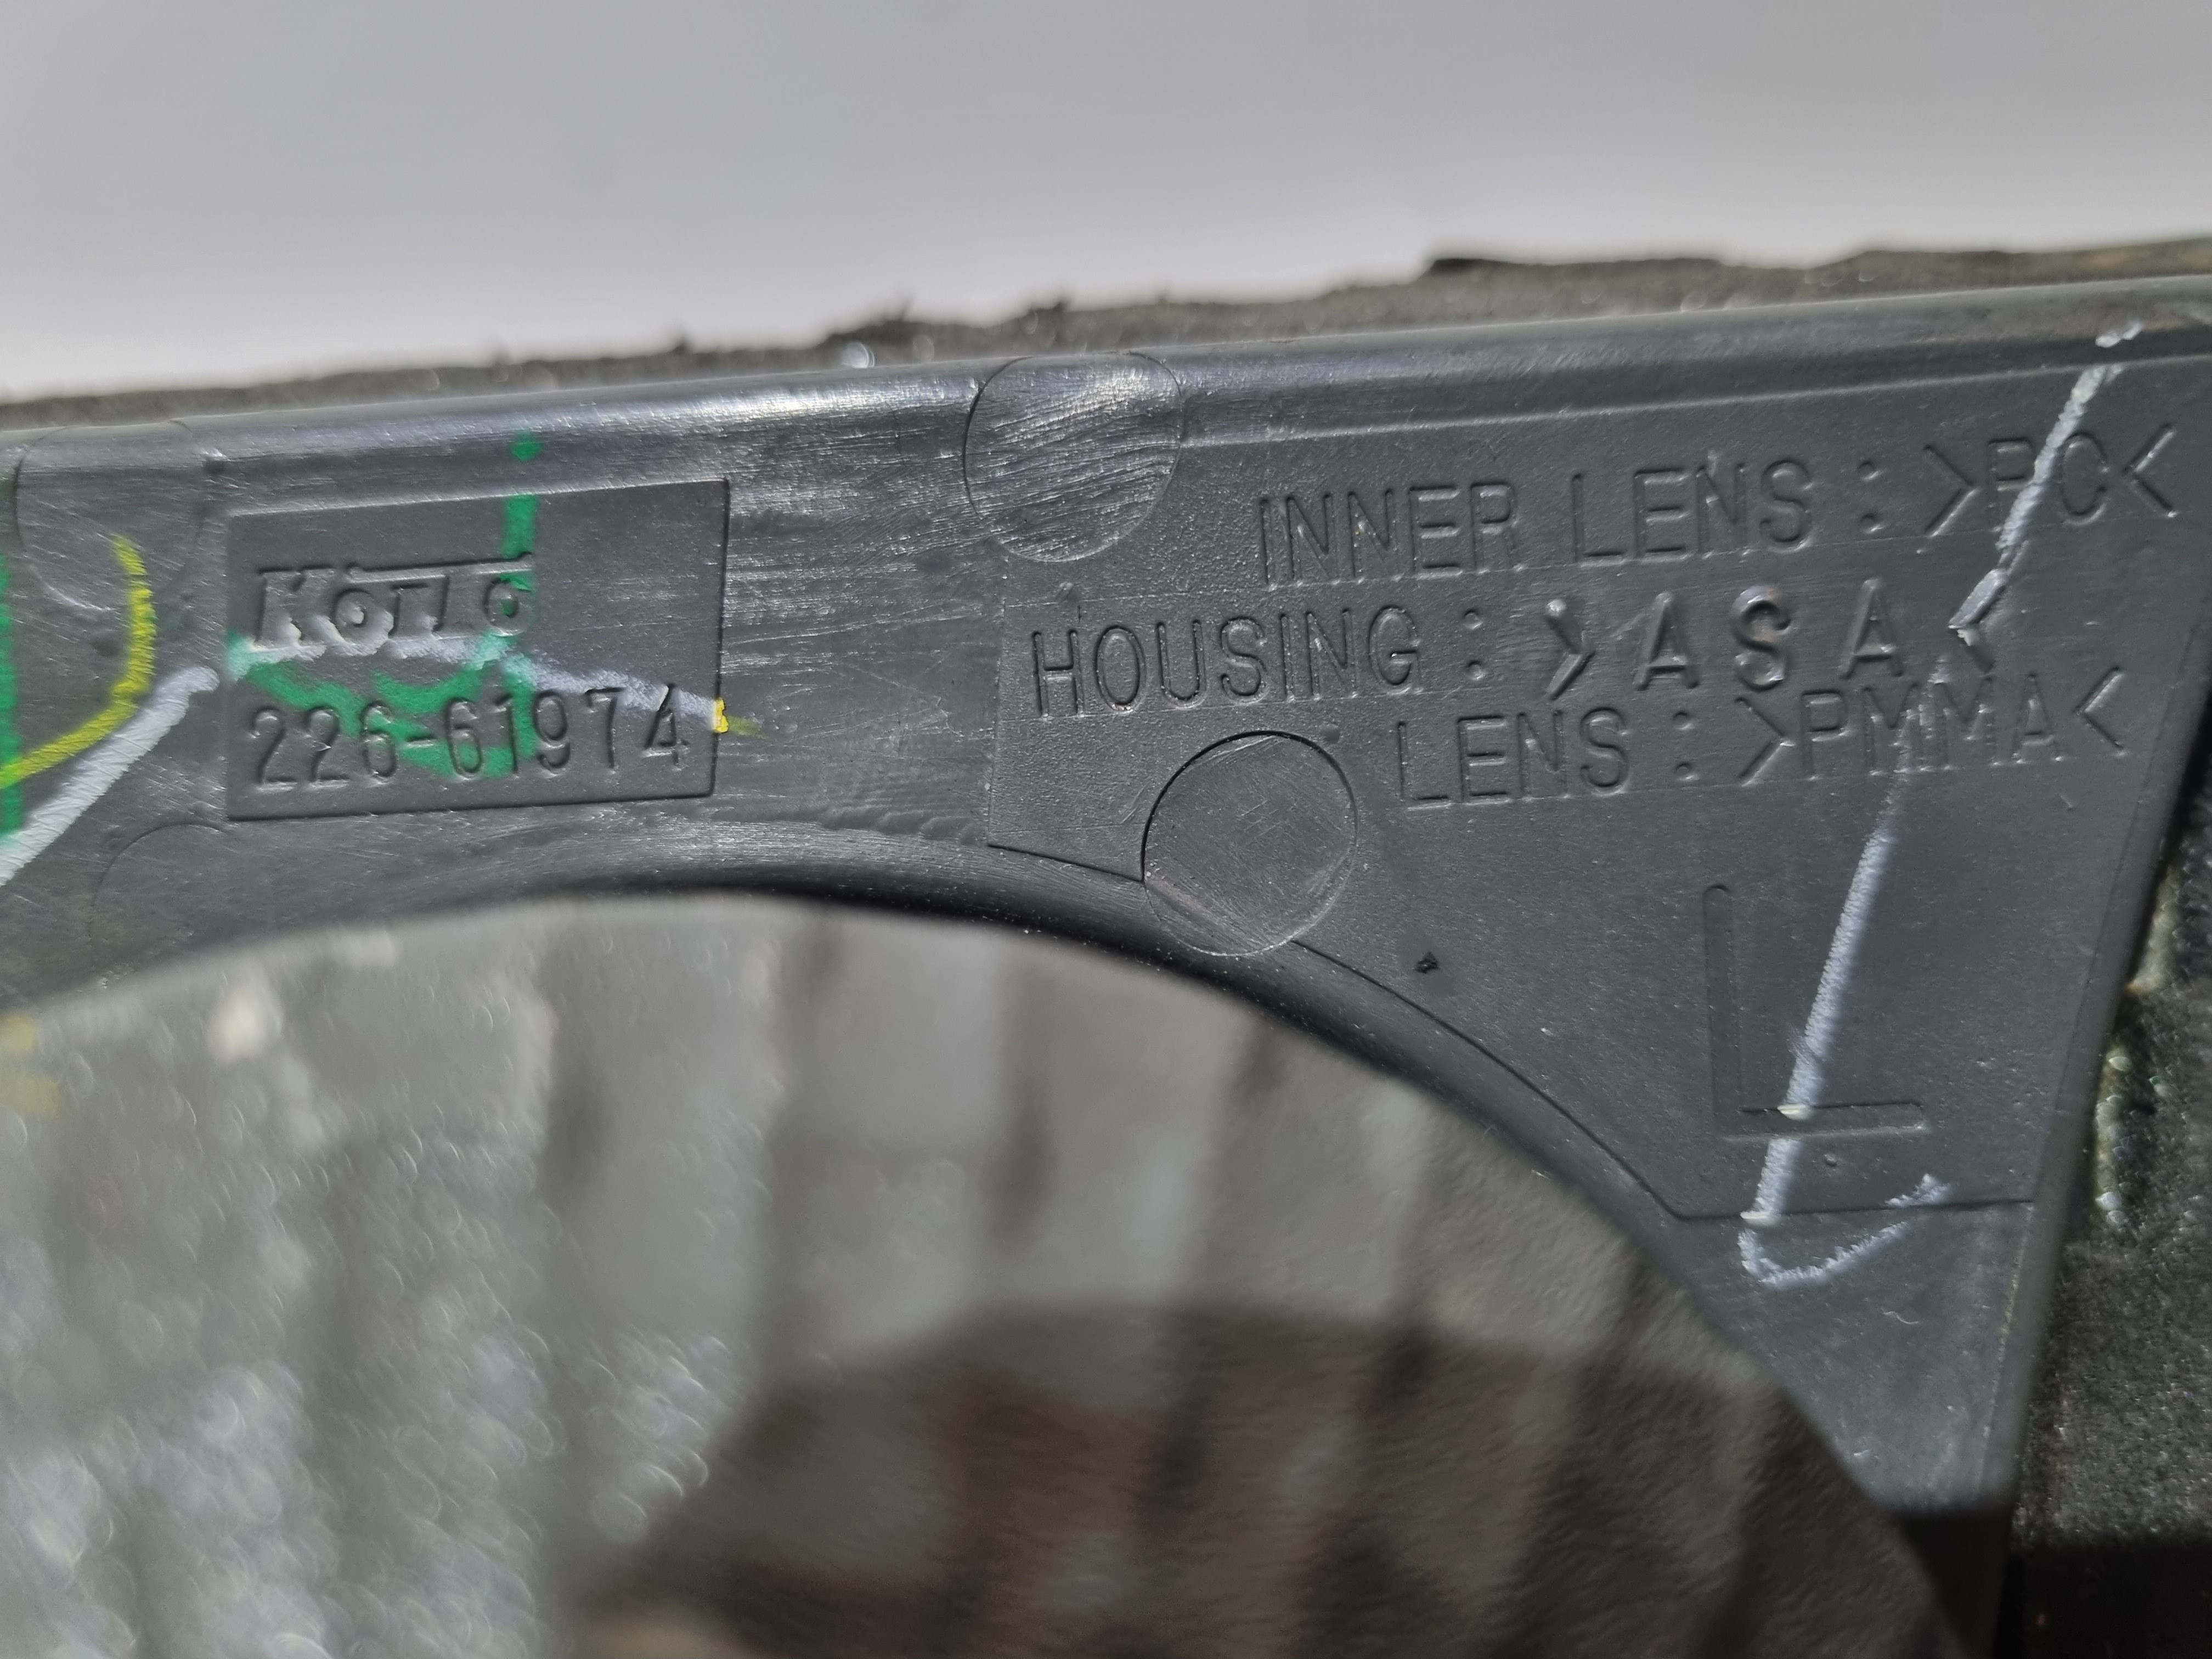 KOITO
226-61974
INNER LENS : >PC<
HOUSING : >ASA<
LENS : >PMMA<
L